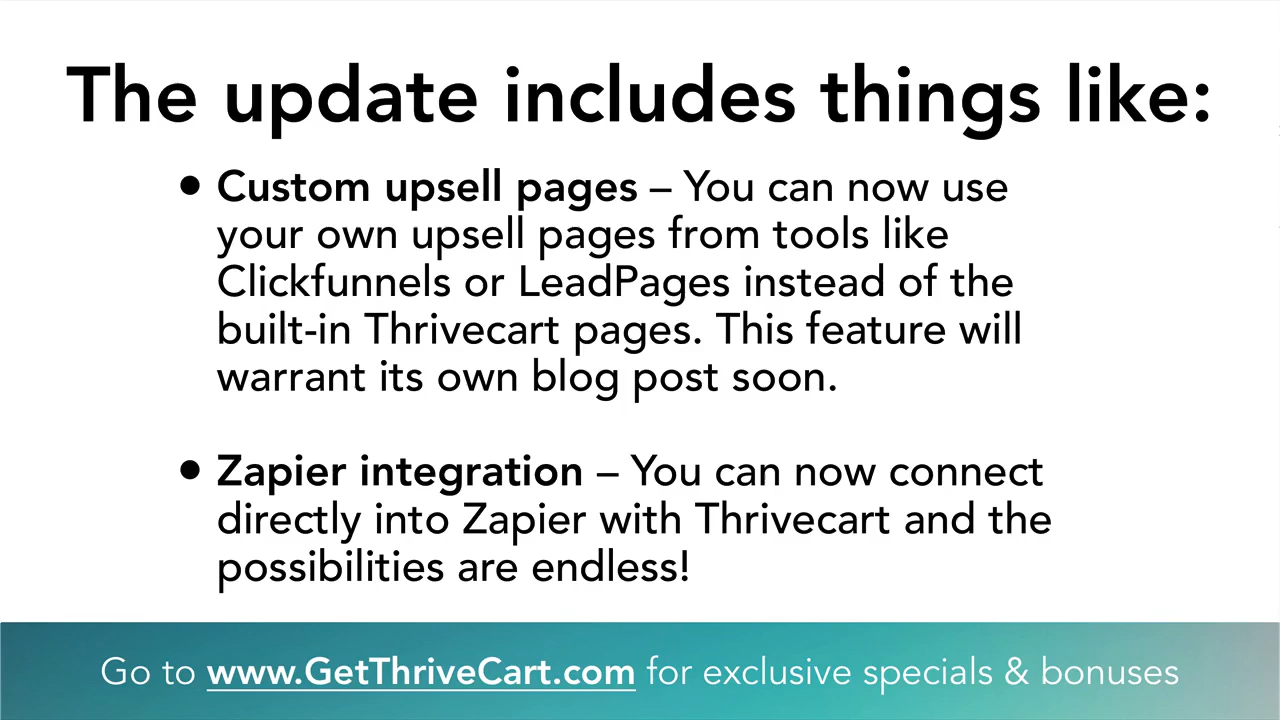 The update includes things like:
• Custom upsell pages – You can now use
your own upsell pages from tools like
Clickfunnels or LeadPages instead of the
built-in Thrivecart pages. This feature will
warrant its own blog post soon.
• Zapier integration – You can now connect
directly into Zapier with Thrivecart and the
possibilities are endless!
Go to www.GetThriveCart.com for exclusive specials & bonuses